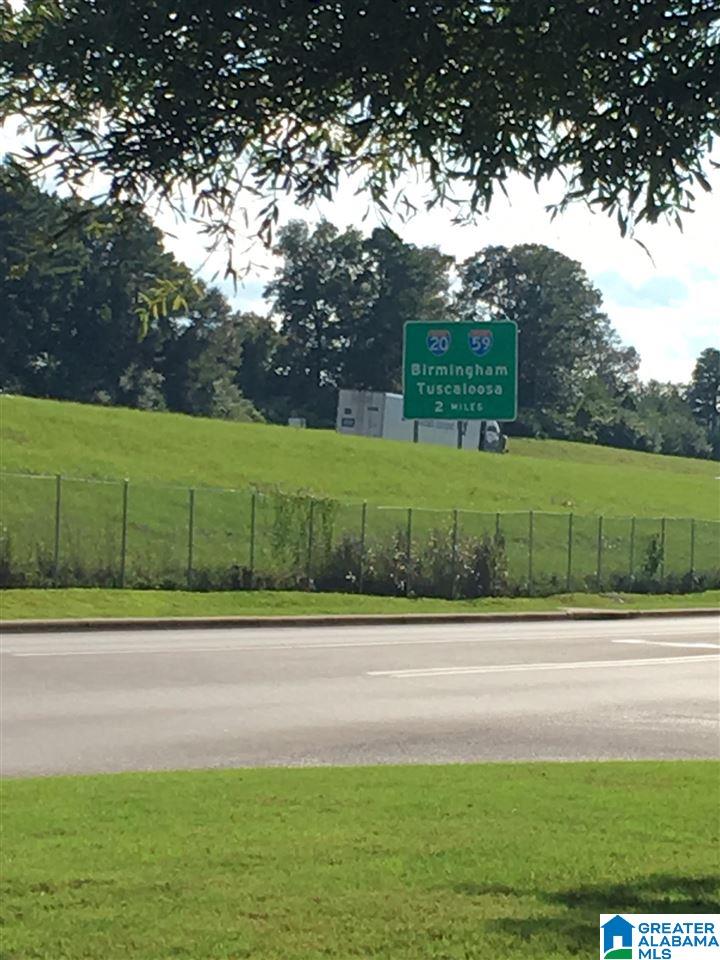 20 59
Birmingham
Tuscaloosa
2 MILES
GREATER
ALABAMA
MLS